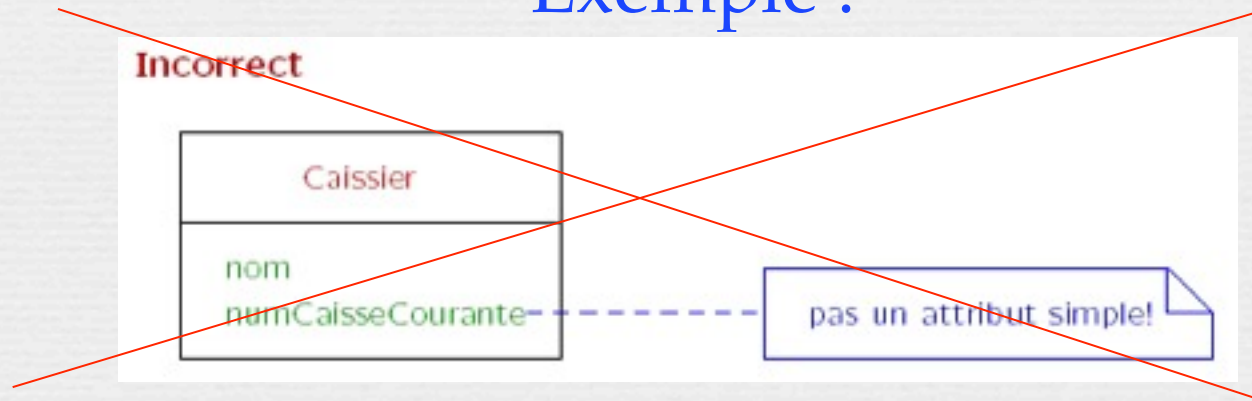 Exemple :
Incorrect
Caissier
nom
numCaisseCourante
pas un attribut simple!